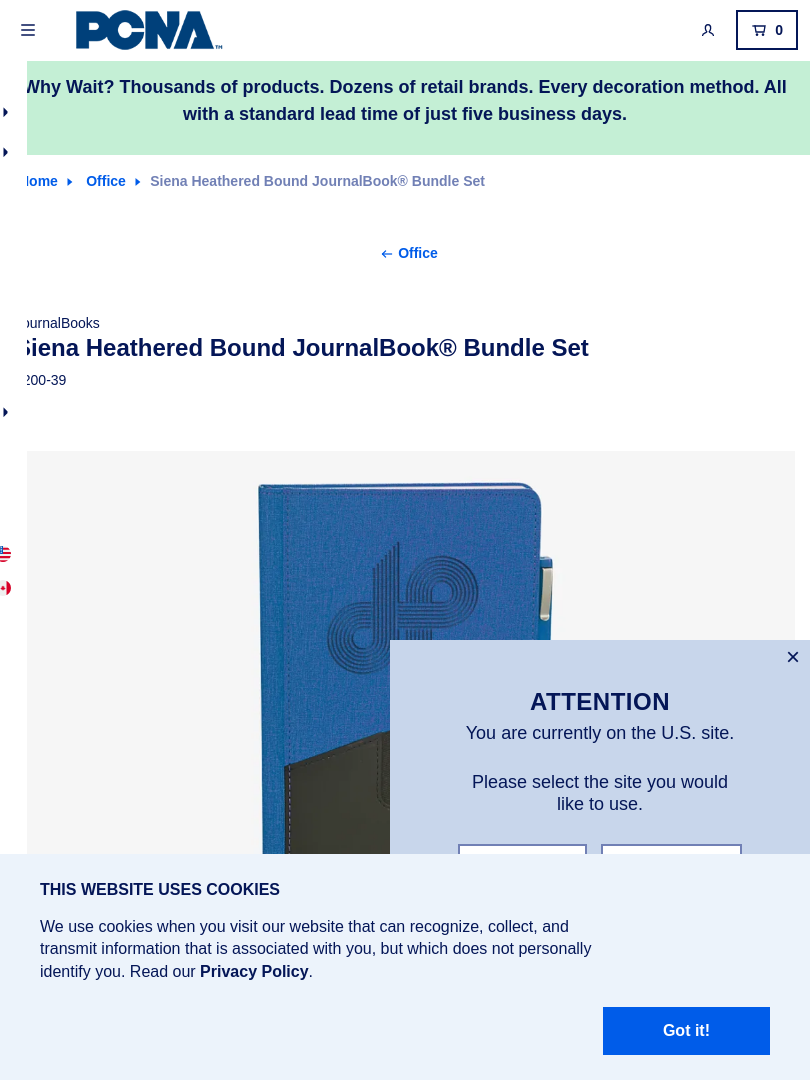 PCNA™
0
Why Wait? Thousands of products. Dozens of retail brands. Every decoration method. All
with a standard lead time of just five business days.
Home
Office
Siena Heathered Bound JournalBook® Bundle Set
Office
JournalBooks
Siena Heathered Bound JournalBook® Bundle Set
200-39
ATTENTION
You are currently on the U.S. site.
Please select the site you would
like to use.
THIS WEBSITE USES COOKIES
We use cookies when you visit our website that can recognize, collect, and
transmit information that is associated with you, but which does not personally
identify you. Read our Privacy Policy.
Got it!